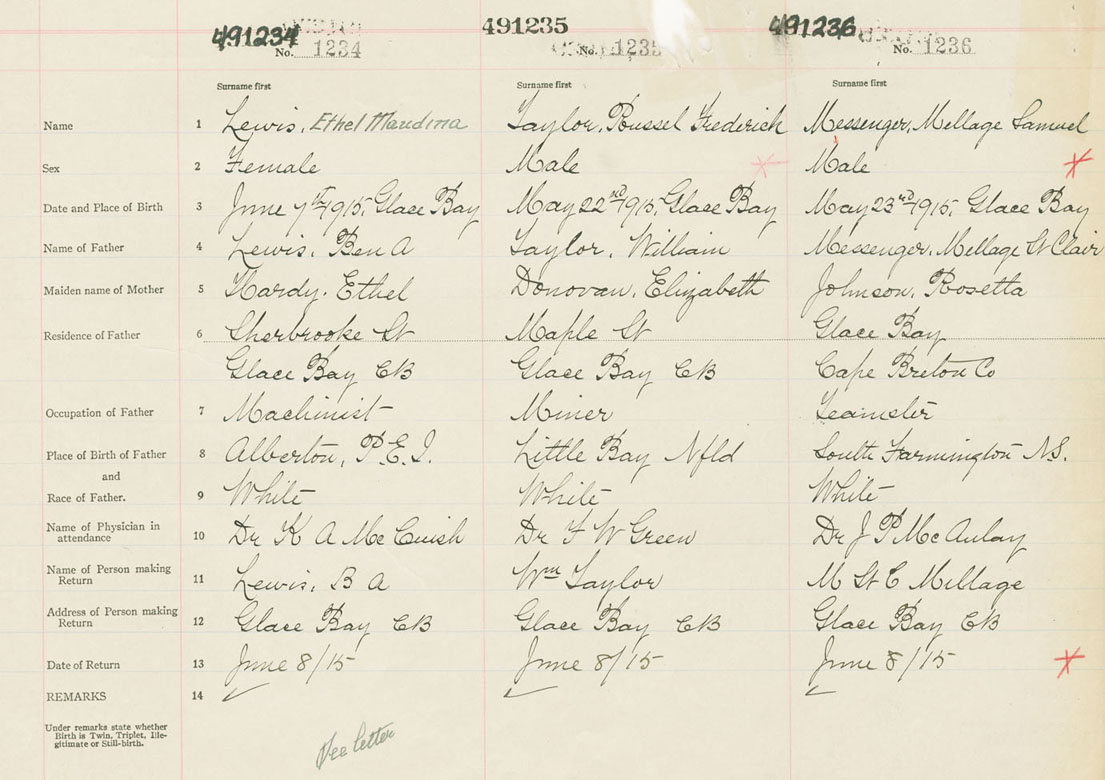 491234 491235 491236
No. 1234 No. 1235 No. 1236
Surname first Surname first Surname first
Name 1 Lewis, Ethel Maudina Taylor, Russel Frederick Messenger, Mellage Samuel
Sex 2 Female Male Male
Date and Place of Birth 3 June 1st 1915, Glace Bay May 22nd 1915, Glace Bay May 23rd 1915, Glace Bay
Name of Father 4 Lewis, Ben A Taylor, William Messenger, Mellage St Clair
Maiden name of Mother 5 Hardy, Ethel Donovan, Elizabeth Johnson, Rosetta
Residence of Father 6 Sherbrooke St Maple St Glace Bay
Glace Bay CB Glace Bay CB Cape Breton Co
Occupation of Father 7 Machinist Miner Teamster
Place of Birth of Father 8 Alberton, P.E.I. Little Bay Nfld South Farmington N.S.
and
Race of Father. 9 White White White
Name of Physician in
attendance 10 Dr K A McCuish Dr F W Green Dr J P McAulay
Name of Person making
Return 11 Lewis, B A Wm Taylor M St C Millage
Address of Person making
Return 12 Glace Bay CB Glace Bay CB Glace Bay CB
Date of Return 13 June 8/15 June 8/15 June 8/15
REMARKS 14
Under remarks state whether
Birth is Twin, Triplet, Ille-
gitimate or Still-birth.
See letter